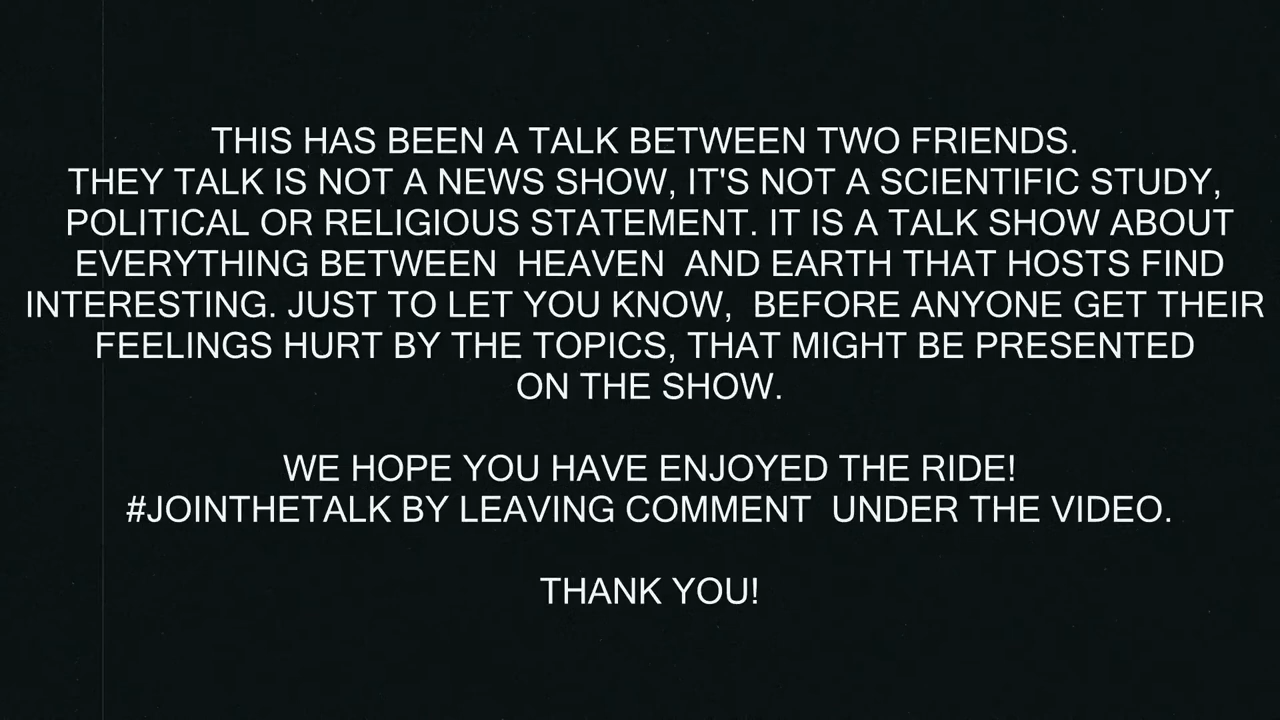 THIS HAS BEEN A TALK BETWEEN TWO FRIENDS.
THEY TALK IS NOT A NEWS SHOW, IT'S NOT A SCIENTIFIC STUDY,
POLITICAL OR RELIGIOUS STATEMENT. IT IS A TALK SHOW ABOUT
EVERYTHING BETWEEN  HEAVEN  AND EARTH THAT HOSTS FIND
INTERESTING. JUST TO LET YOU KNOW,  BEFORE ANYONE GET THEIR
FEELINGS HURT BY THE TOPICS, THAT MIGHT BE PRESENTED
ON THE SHOW.
WE HOPE YOU HAVE ENJOYED THE RIDE!
#JOINTHETALK BY LEAVING COMMENT  UNDER THE VIDEO.
THANK YOU!